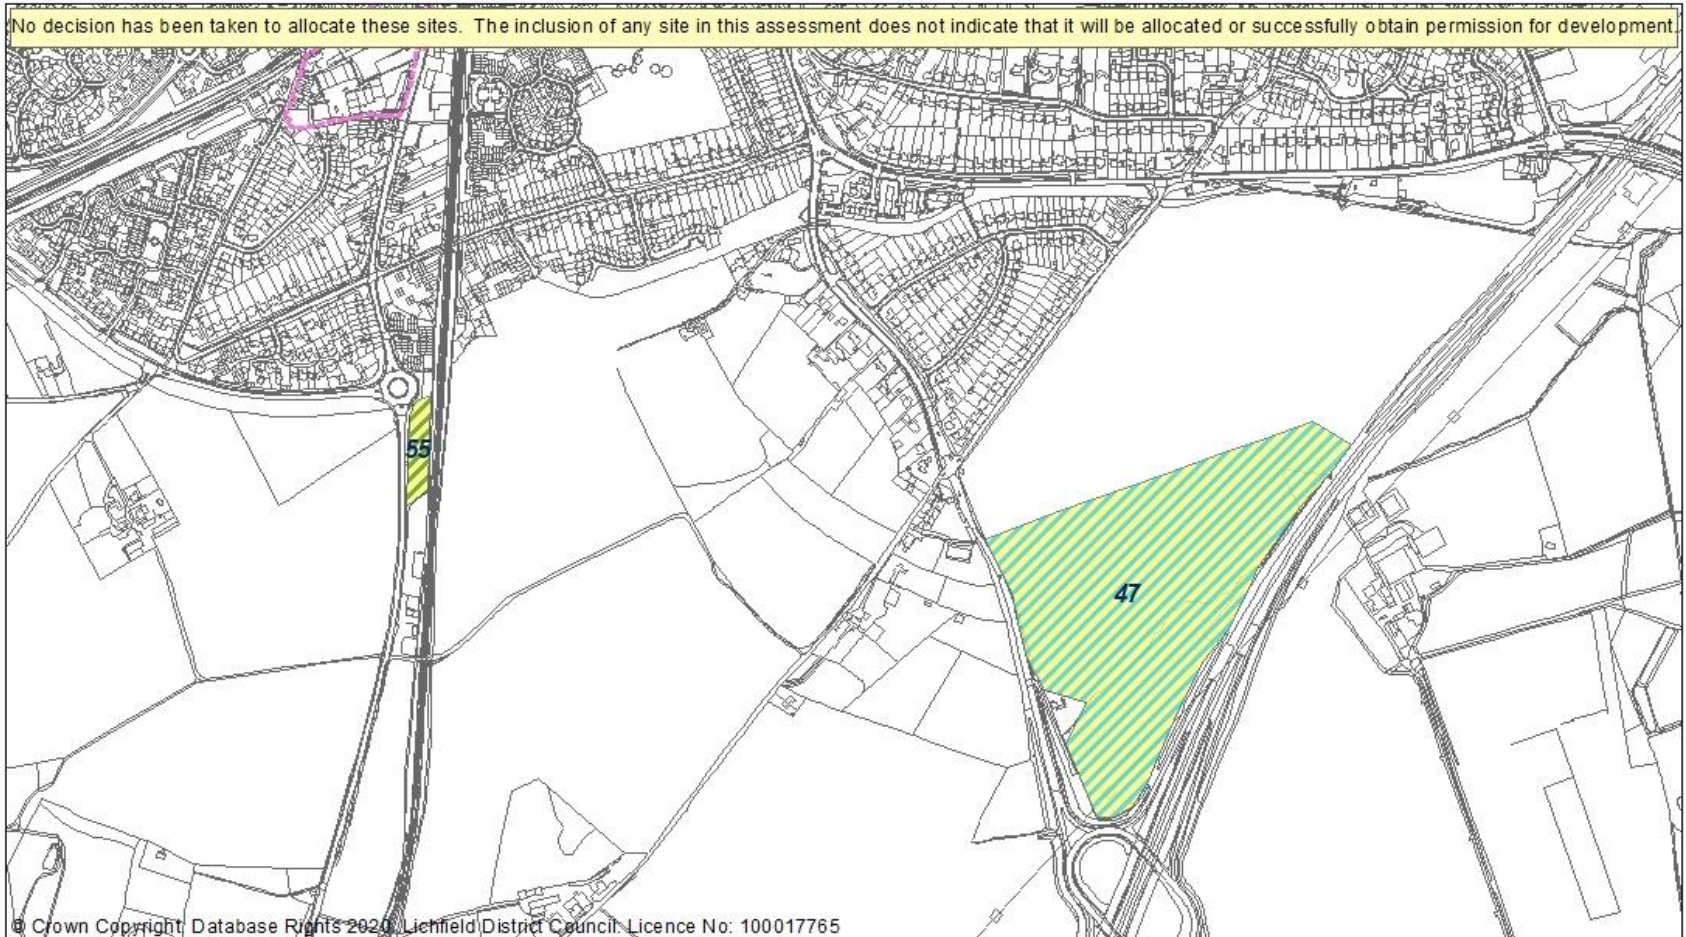 No decision has been taken to allocate these sites. The inclusion of any site in this assessment does not indicate that it will be allocated or successfully obtain permission for development.
55
47
© Crown Copyright: Database Rights 2020. Lichfield District Council. Licence No: 100017765